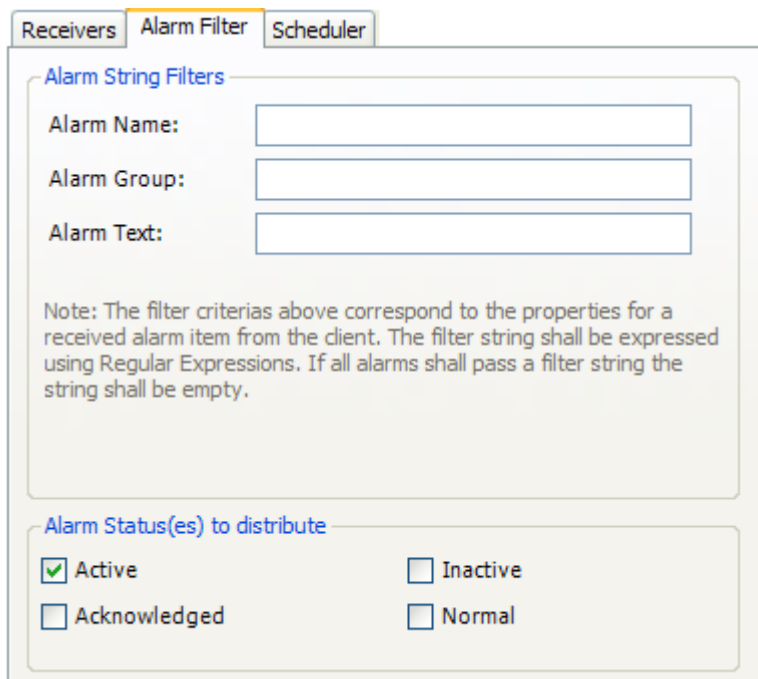 Receivers Alarm Filter Scheduler
Alarm String Filters
Alarm Name:
Alarm Group:
Alarm Text:
Note: The filter criterias above correspond to the properties for a
received alarm item from the client. The filter string shall be expressed
using Regular Expressions. If all alarms shall pass a filter string the
string shall be empty.
Alarm Status(es) to distribute
Active Inactive
Acknowledged Normal